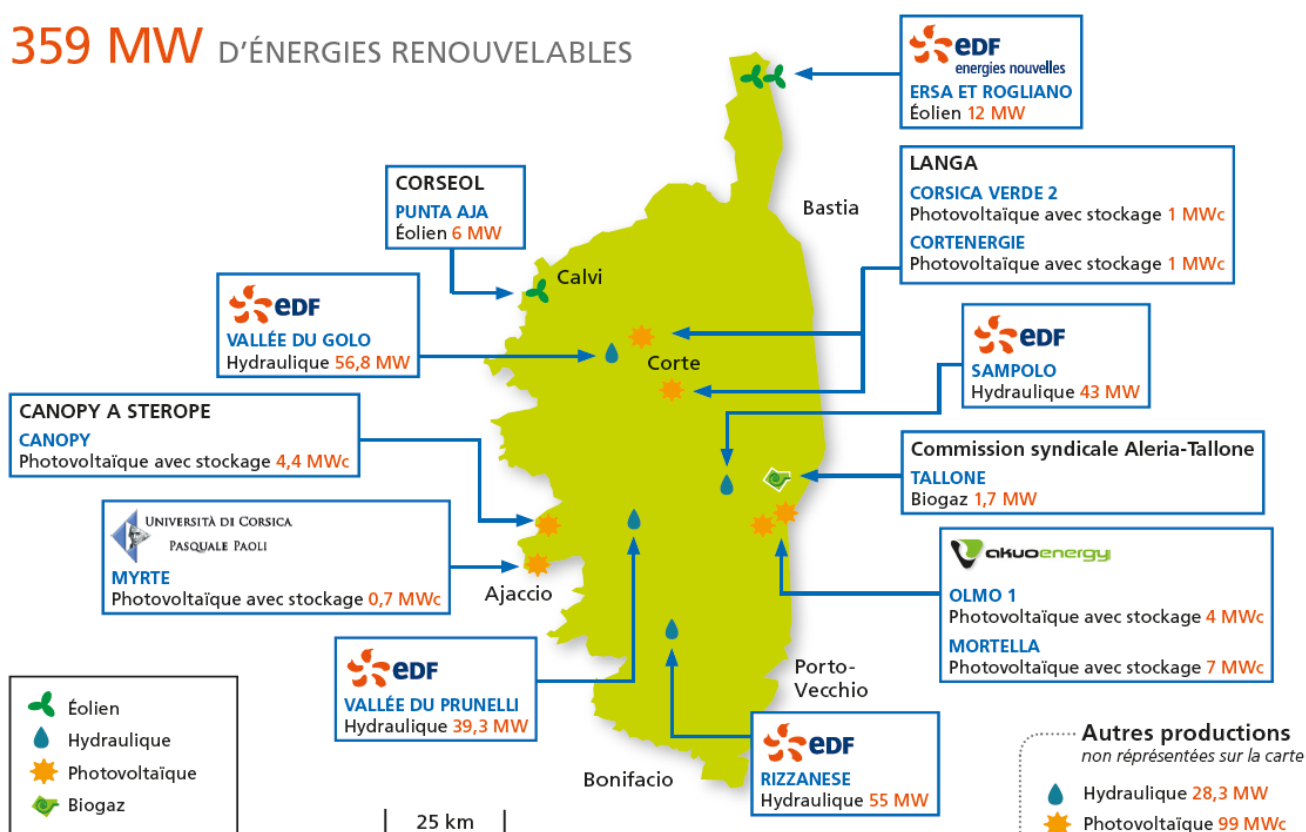 359 MW D'ÉNERGIES RENOUVELABLES
eDF
energies nouvelles
ERSA ET ROGLIANO
Éolien 12 MW
LANGA
CORSICA VERDE 2
Photovoltaïque avec stockage 1 MWc
CORTENERGIE
Photovoltaïque avec stockage 1 MWc
CORSEOL
PUNTA AJA
Éolien 6 MW
Bastia
Calvi
eDF
VALLÉE DU GOLO
Hydraulique 56,8 MW
Corte
eDF
SAMPOLO
Hydraulique 43 MW
CANOPY A STEROPE
CANOPY
Photovoltaïque avec stockage 4,4 MWc
Commission syndicale Aleria-Tallone
TALLONE
Biogaz 1,7 MW
UNIVERSITÀ DI CORSICA
PASQUALE PAOLI
MYRTE
Photovoltaïque avec stockage 0,7 MWc
Ajaccio
akuoenergy
OLMO 1
Photovoltaïque avec stockage 4 MWc
MORTELLA
Photovoltaïque avec stockage 7 MWc
eDF
VALLÉE DU PRUNELLI
Hydraulique 39,3 MW
Porto-
Vecchio
Éolien
Hydraulique
Photovoltaïque
Biogaz
eDF
RIZZANESE
Hydraulique 55 MW
Bonifacio
25 km
Autres productions
non réprésentées sur la carte
Hydraulique 28,3 MW
Photovoltaïque 99 MWc